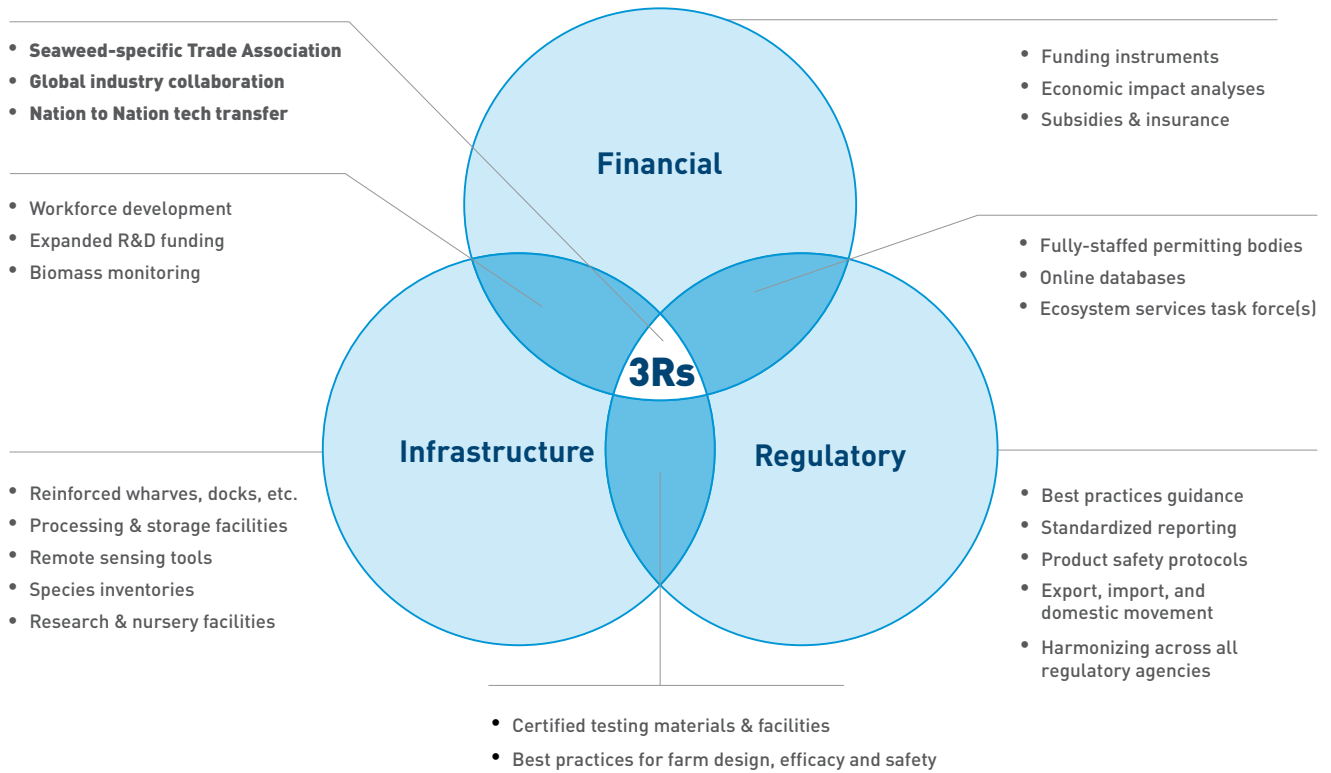 • Seaweed-specific Trade Association
• Global industry collaboration
• Nation to Nation tech transfer
• Workforce development
• Expanded R&D funding
• Biomass monitoring
• Funding instruments
• Economic impact analyses
• Subsidies & insurance
• Fully-staffed permitting bodies
• Online databases
• Ecosystem services task force(s)
Financial
3Rs
Infrastructure
Regulatory
• Reinforced wharves, docks, etc.
• Processing & storage facilities
• Remote sensing tools
• Species inventories
• Research & nursery facilities
• Best practices guidance
• Standardized reporting
• Product safety protocols
• Export, import, and
domestic movement
• Harmonizing across all
regulatory agencies
• Certified testing materials & facilities
• Best practices for farm design, efficacy and safety